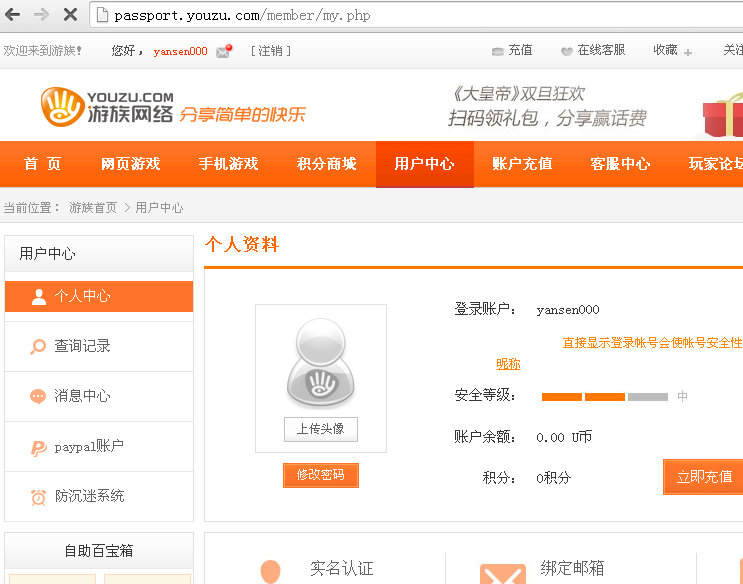 passport.youzu.com/member/my.php
欢迎来到游族! 您好, yansen000 [注销] 充值 在线客服 收藏 关注
YOUZU.COM
游族网络 分享简单的快乐
《大皇帝》双旦狂欢
扫码领礼包，分享赢话费
首 页 网页游戏 手机游戏 积分商城 用户中心 账户充值 客服中心 玩家论坛
当前位置： 游族首页 > 用户中心
用户中心
个人中心
查询记录
消息中心
paypal账户
防沉迷系统
自助百宝箱
个人资料
上传头像
修改密码
登录账户： yansen000
直接显示登录帐号会使帐号安全性
昵称
安全等级： 中
账户余额： 0.00 U币
积分： 0积分
立即充值
实名认证
绑定邮箱